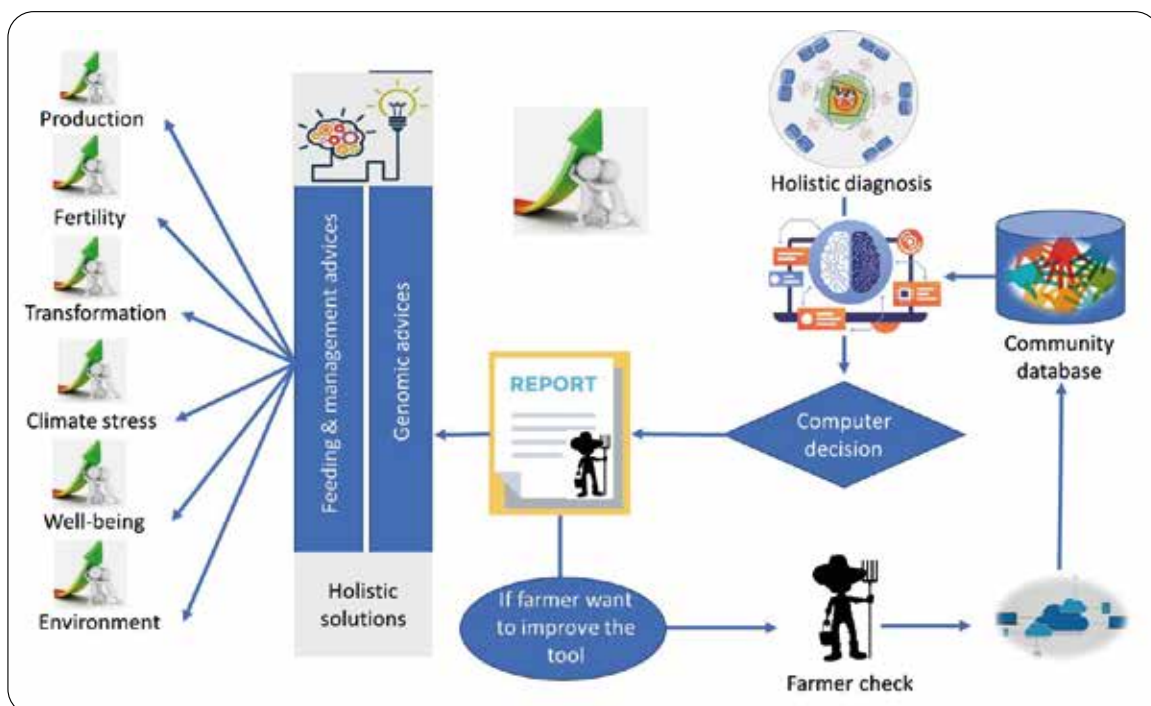 Production
Fertility
Transformation
Climate stress
Well-being
Environment
Feeding & management advices
Genomic advices
Holistic
solutions
REPORT
If farmer want
to improve the
tool
Holistic diagnosis
Computer
decision
Community
database
Farmer check